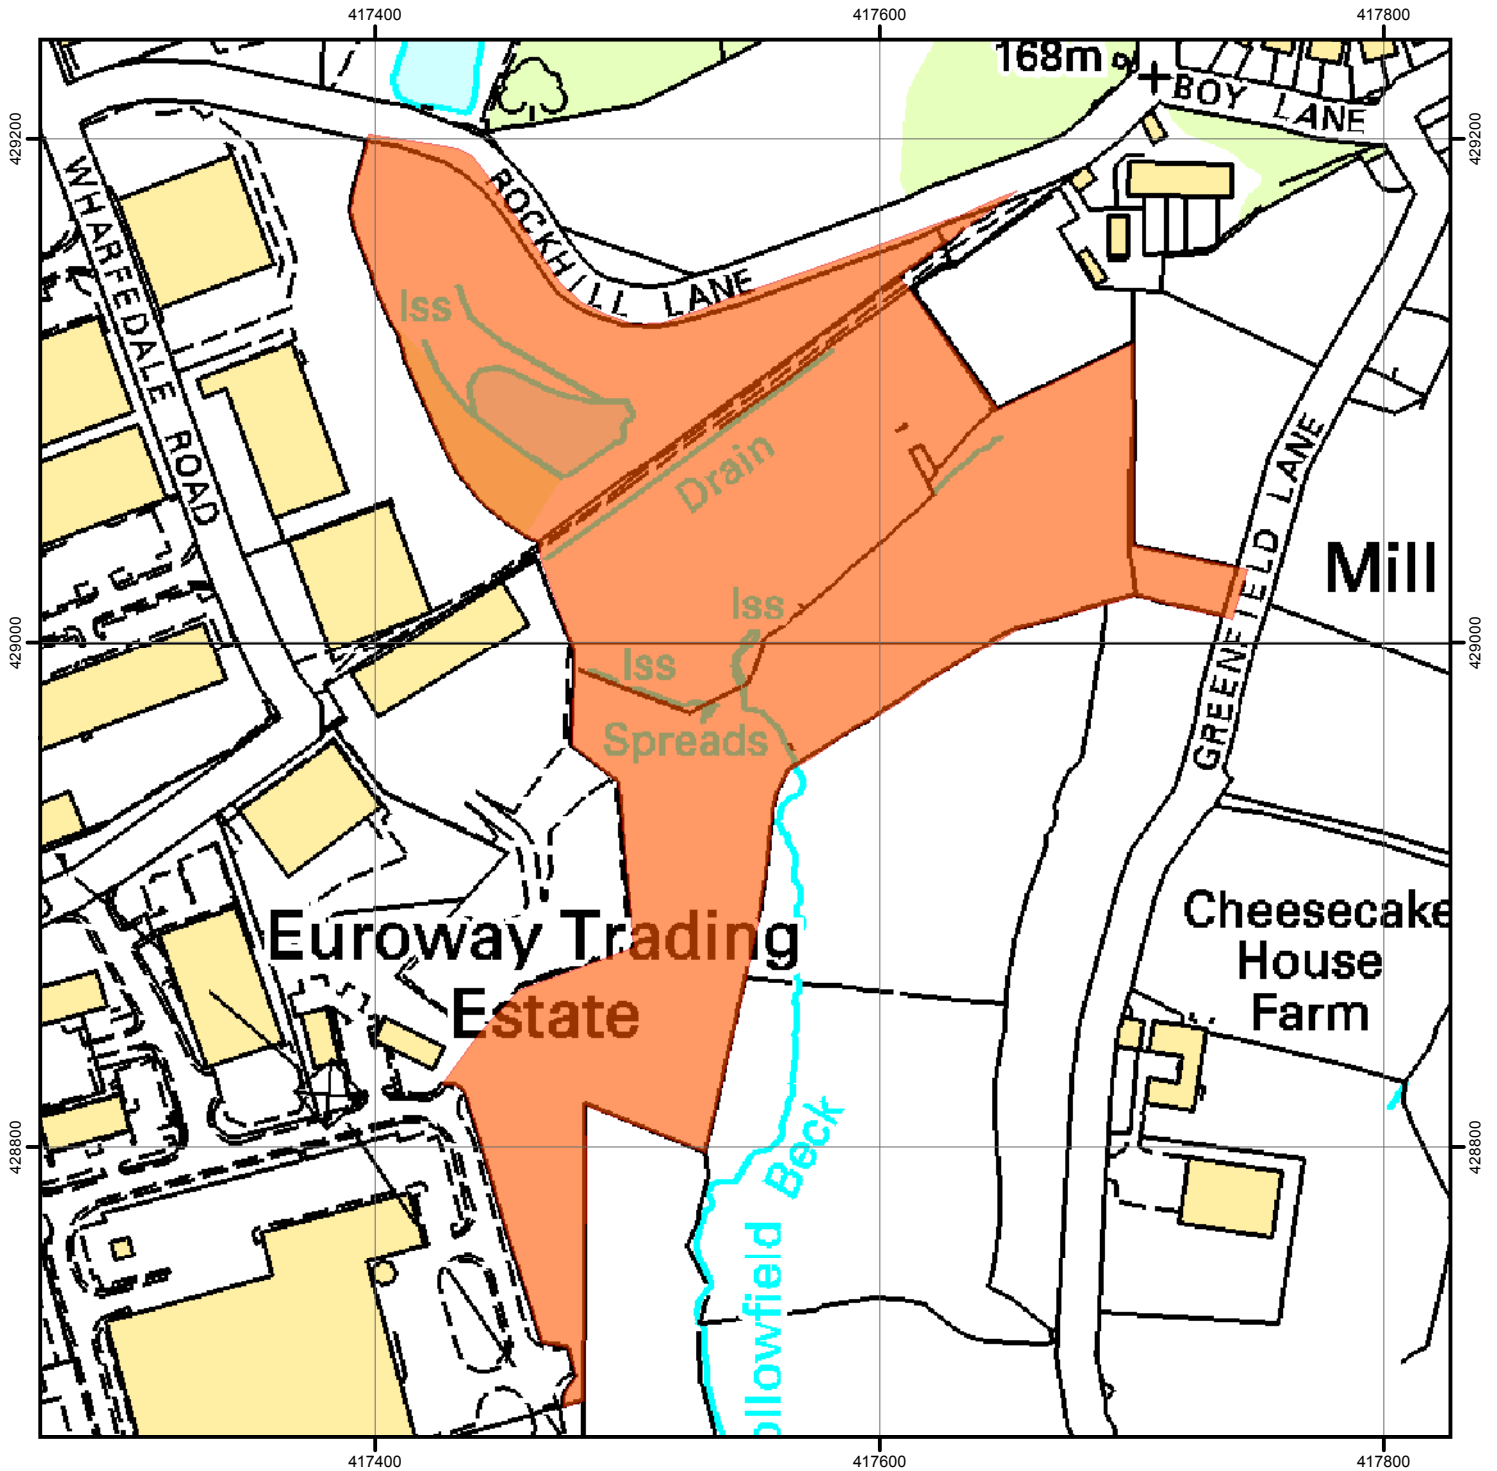 417400
417600
417800
168m
BOY LANE
429200
429200
WHARFEDALE ROAD
ROCKHILL LANE
Iss
Drain
GREENFIELD LANE
Mill
Iss
429000
429000
Iss
Spreads
Cheesecake
House
Farm
Euroway Trading
Estate
428800
428800
ollowfield Beck
417400
417600
417800